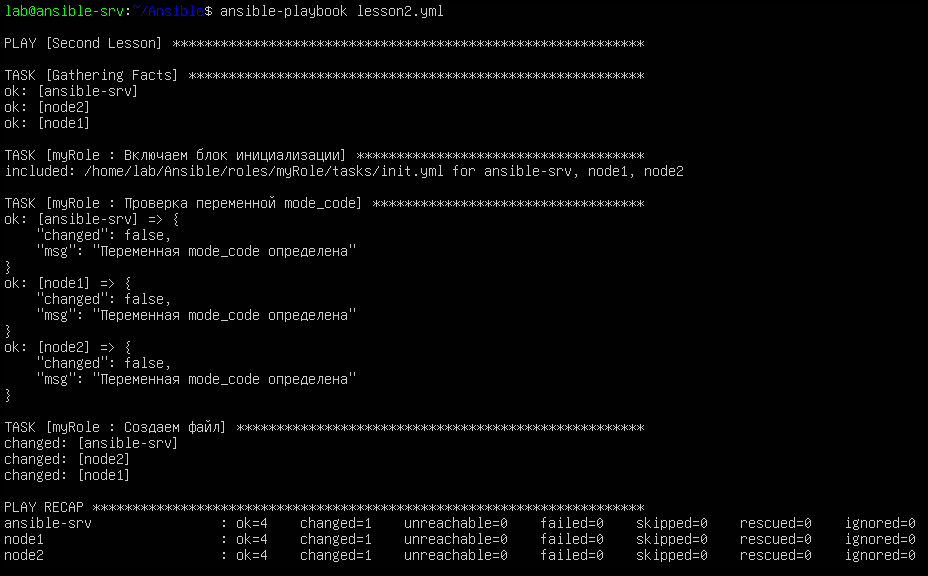 lab@ansible-srv:~/Ansible$ ansible-playbook lesson2.yml
PLAY [Second Lesson] ***********************************************************
TASK [Gathering Facts] *********************************************************
ok: [ansible-srv]
ok: [node2]
ok: [node1]
TASK [myRole : Включаем блок инициализации] ************************************
included: /home/lab/Ansible/roles/myRole/tasks/init.yml for ansible-srv, node1, node2
TASK [myRole : Проверка переменной mode_code] **********************************
ok: [ansible-srv] => {
    "changed": false,
    "msg": "Переменная mode_code определена"
}
ok: [node1] => {
    "changed": false,
    "msg": "Переменная mode_code определена"
}
ok: [node2] => {
    "changed": false,
    "msg": "Переменная mode_code определена"
}
TASK [myRole : Создаем файл] ***************************************************
changed: [ansible-srv]
changed: [node2]
changed: [node1]
PLAY RECAP *********************************************************************
ansible-srv                : ok=4    changed=1    unreachable=0    failed=0    skipped=0    rescued=0    ignored=0
node1                      : ok=4    changed=1    unreachable=0    failed=0    skipped=0    rescued=0    ignored=0
node2                      : ok=4    changed=1    unreachable=0    failed=0    skipped=0    rescued=0    ignored=0